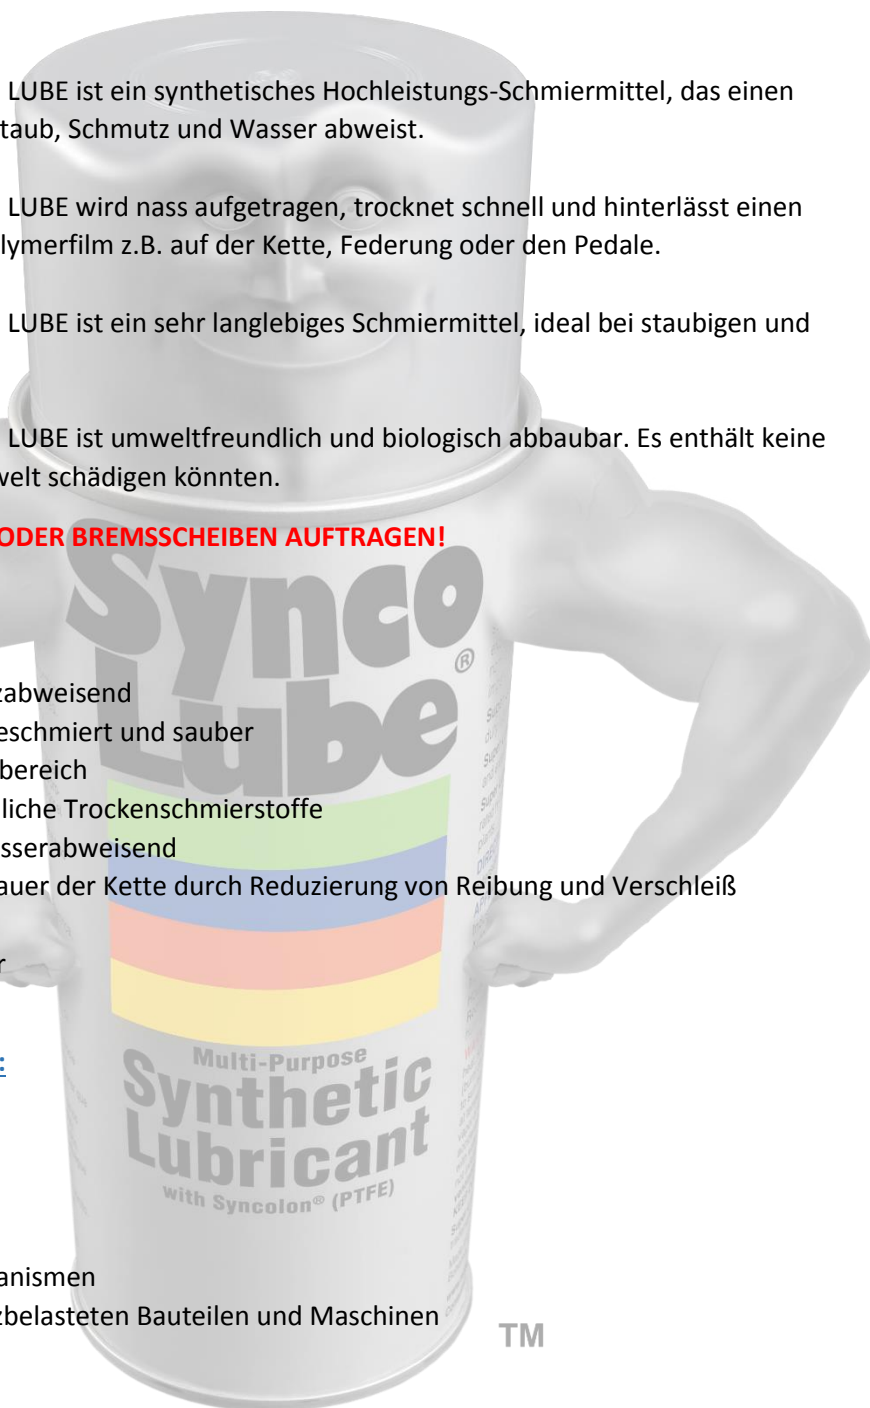 LUBE ist ein synthetisches Hochleistungs-Schmiermittel, das einen
taub, Schmutz und Wasser abweist.
LUBE wird nass aufgetragen, trocknet schnell und hinterlässt einen
lymerfilm z.B. auf der Kette, Federung oder den Pedale.
LUBE ist ein sehr langlebiges Schmiermittel, ideal bei staubigen und
LUBE ist umweltfreundlich und biologisch abbaubar. Es enthält keine
welt schädigen könnten.
ODER BREMSSCHEIBEN AUFTRAGEN!
Synco
Lube®
zabweisend
eschmiert und sauber
bereich
liche Trockenschmierstoffe
sserabweisend
auer der Kette durch Reduzierung von Reibung und Verschleiß
r
:
Multi-Purpose
Synthetic
Lubricant
with Syncolon® (PTFE)
anismen
zbelasteten Bauteilen und Maschinen
TM